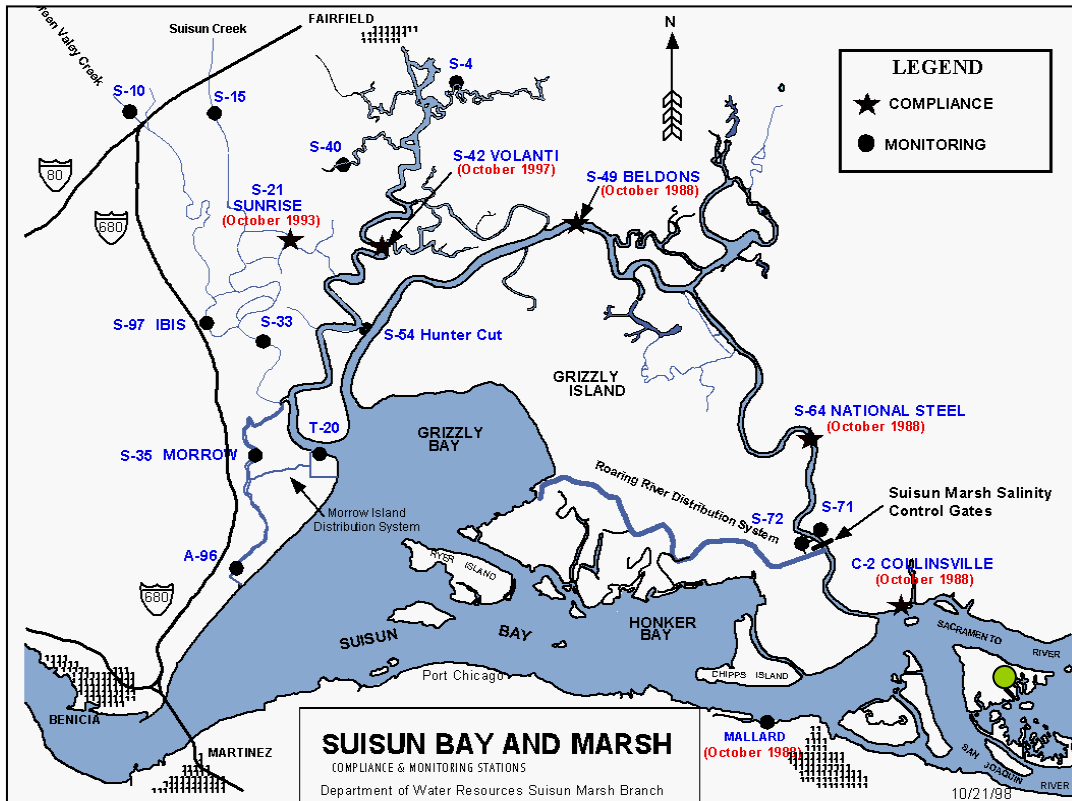 FAIRFIELD
Green Valey Creek
Suisun Creek
N
S-4
LEGEND
COMPLIANCE
MONITORING
S-10
S-15
S-40
80
S-42 VOLANTI
(October 1997)
S-49 BELDONS
(October 1988)
S-21
SUNRISE
(October 1993)
680
S-97 IBIS
S-33
S-54 Hunter Cut
GRIZZLY
ISLAND
S-64 NATIONAL STEEL
(October 1988)
T-20
GRIZZLY
BAY
S-35 MORROW
Roaring River Distribution System
Suisun Marsh Salinity
Control Gates
S-71
S-72
Morrow Island
Distribution System
A-96
RYER ISLAND
C-2 COLLINSVILLE
(October 1988)
680
SUISUN
BAY
HONKER
BAY
SACRAMENTO
RIVER
Port Chicago
CHIPPS ISLAND
BENICIA
MARTINEZ
MALLARD
(October 1988)
SAN JOAQUIN
RIVER
SUISUN BAY AND MARSH
COMPLIANCE & MONITORING STATIONS
Department of Water Resources Suisun Marsh Branch
10/21/98